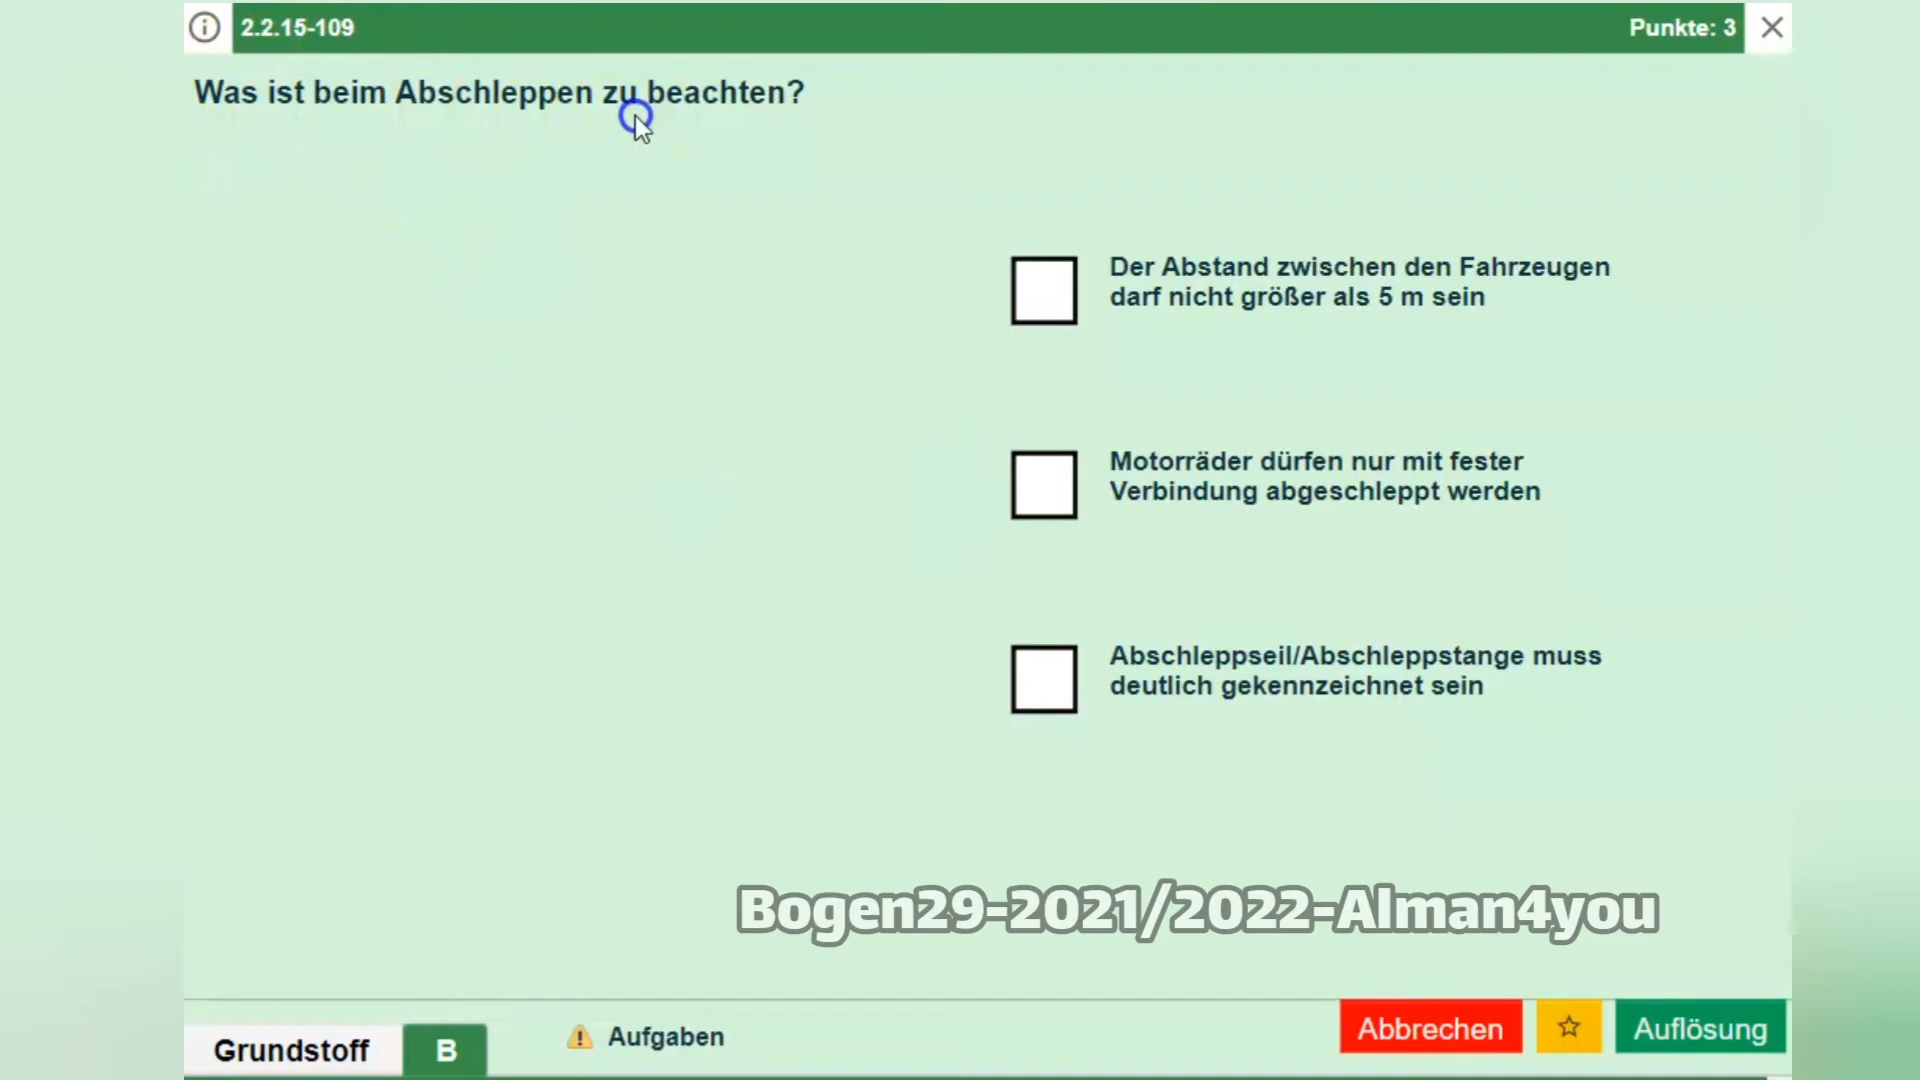 2.2.15-109
Punkte: 3
Was ist beim Abschleppen zu beachten?
Der Abstand zwischen den Fahrzeugen
darf nicht größer als 5 m sein
Motorräder dürfen nur mit fester
Verbindung abgeschleppt werden
Abschleppseil/Abschleppstange muss
deutlich gekennzeichnet sein
Bogen29-2021/2022-Alman4you
Grundstoff
B
Aufgaben
Abbrechen
Auflösung